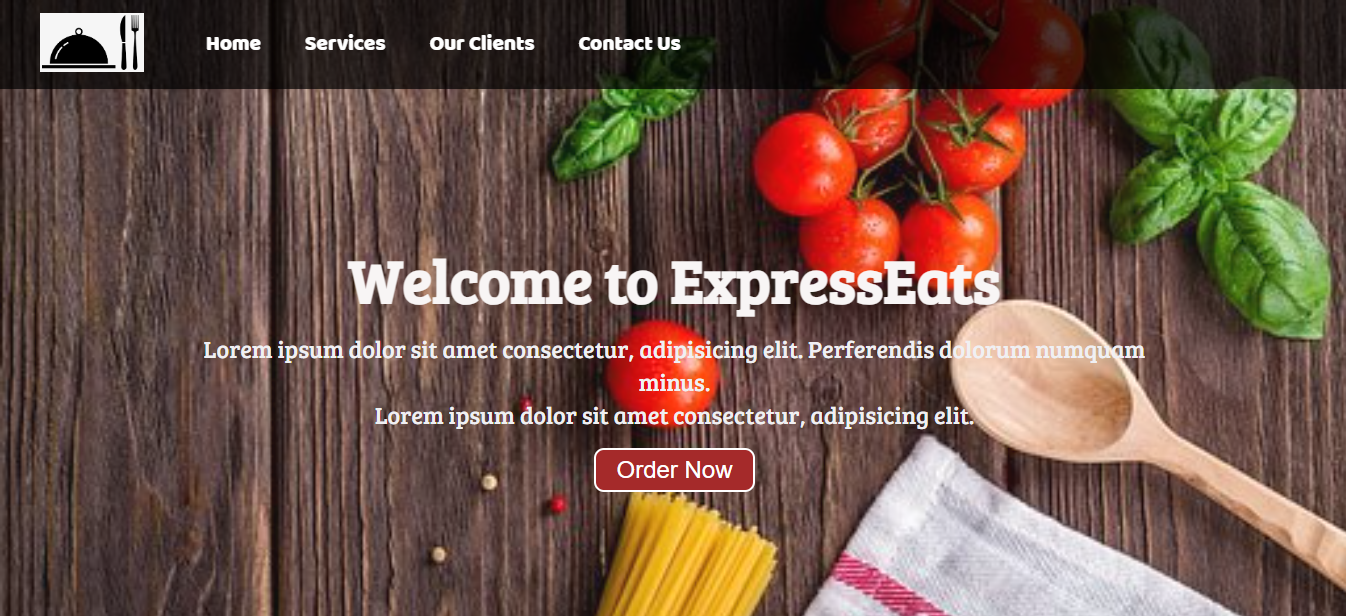 Home Services Our Clients Contact Us
Welcome to ExpressEats
Lorem ipsum dolor sit amet consectetur, adipisicing elit. Perferendis dolorum numquam
minus.
Lorem ipsum dolor sit amet consectetur, adipisicing elit.
Order Now